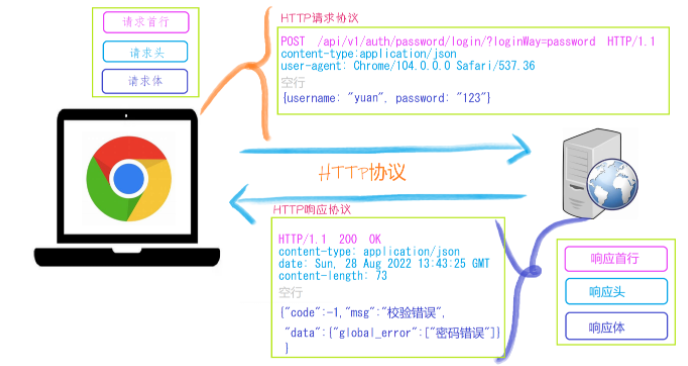 请求首行
请求头
请求体
HTTP请求协议
POST /api/v1/auth/password/login/?loginWay=password HTTP/1.1
content-type:application/json
user-agent: Chrome/104.0.0.0 Safari/537.36
空行
{username: "yuan", password: "123"}
HTTP协议
HTTP响应协议
HTTP/1.1 200 OK
content-type: application/json
date: Sun, 28 Aug 2022 13:43:25 GMT
content-length: 73
空行
{"code":-1,"msg":"校验错误",
"data":{"global_error":["密码错误"]}
}
响应首行
响应头
响应体